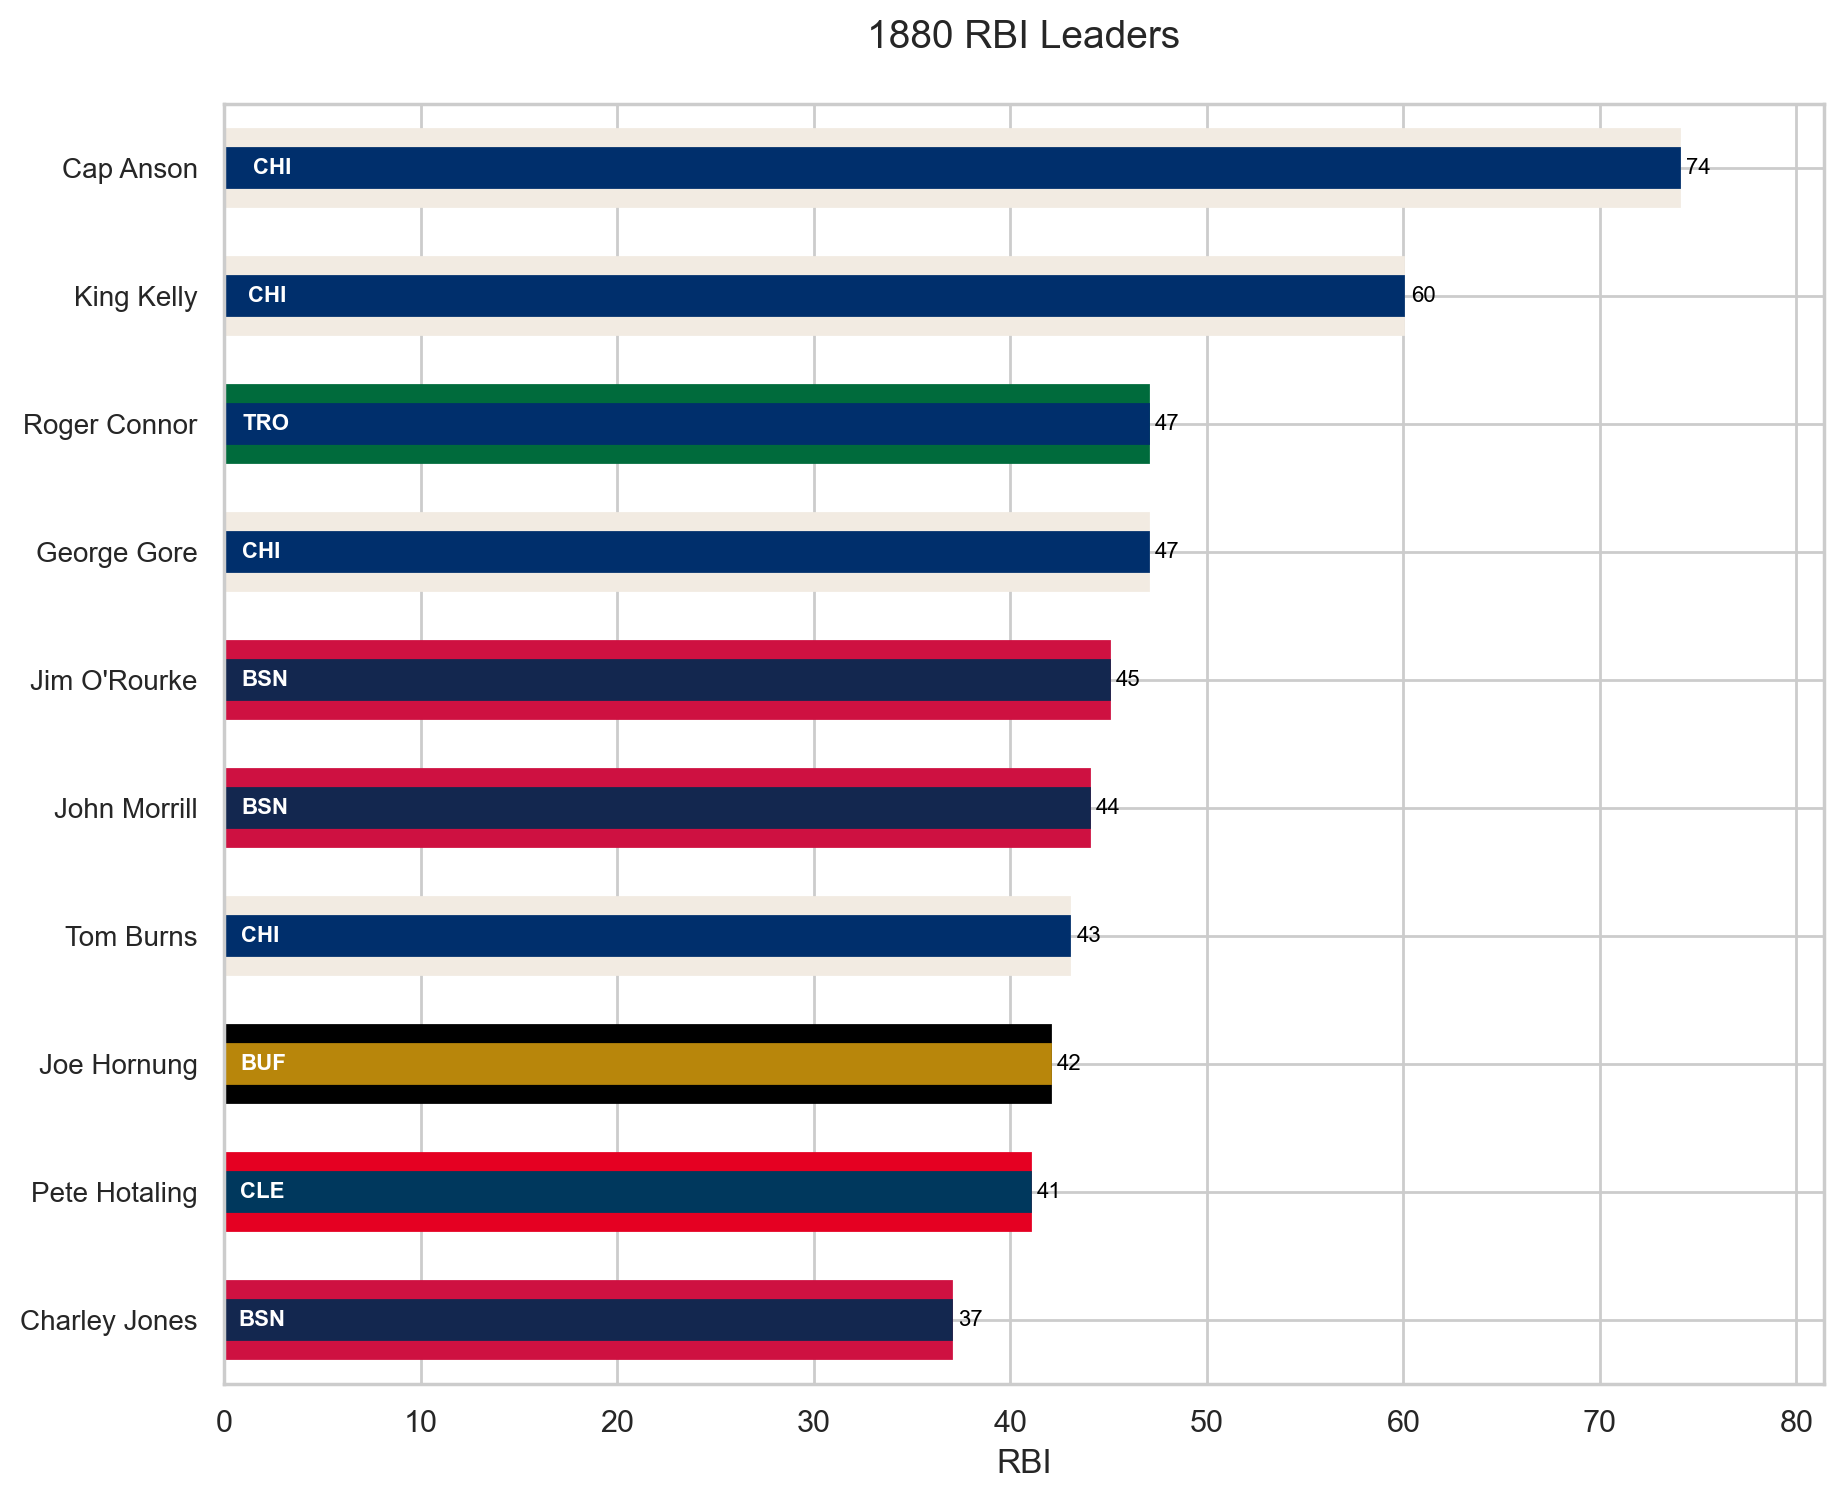 1880 RBI Leaders
Cap Anson CHI 74
King Kelly CHI 60
Roger Connor TRO 47
George Gore CHI 47
Jim O'Rourke BSN 45
John Morrill BSN 44
Tom Burns CHI 43
Joe Hornung BUF 42
Pete Hotaling CLE 41
Charley Jones BSN 37
0 10 20 30 40 50 60 70 80
RBI